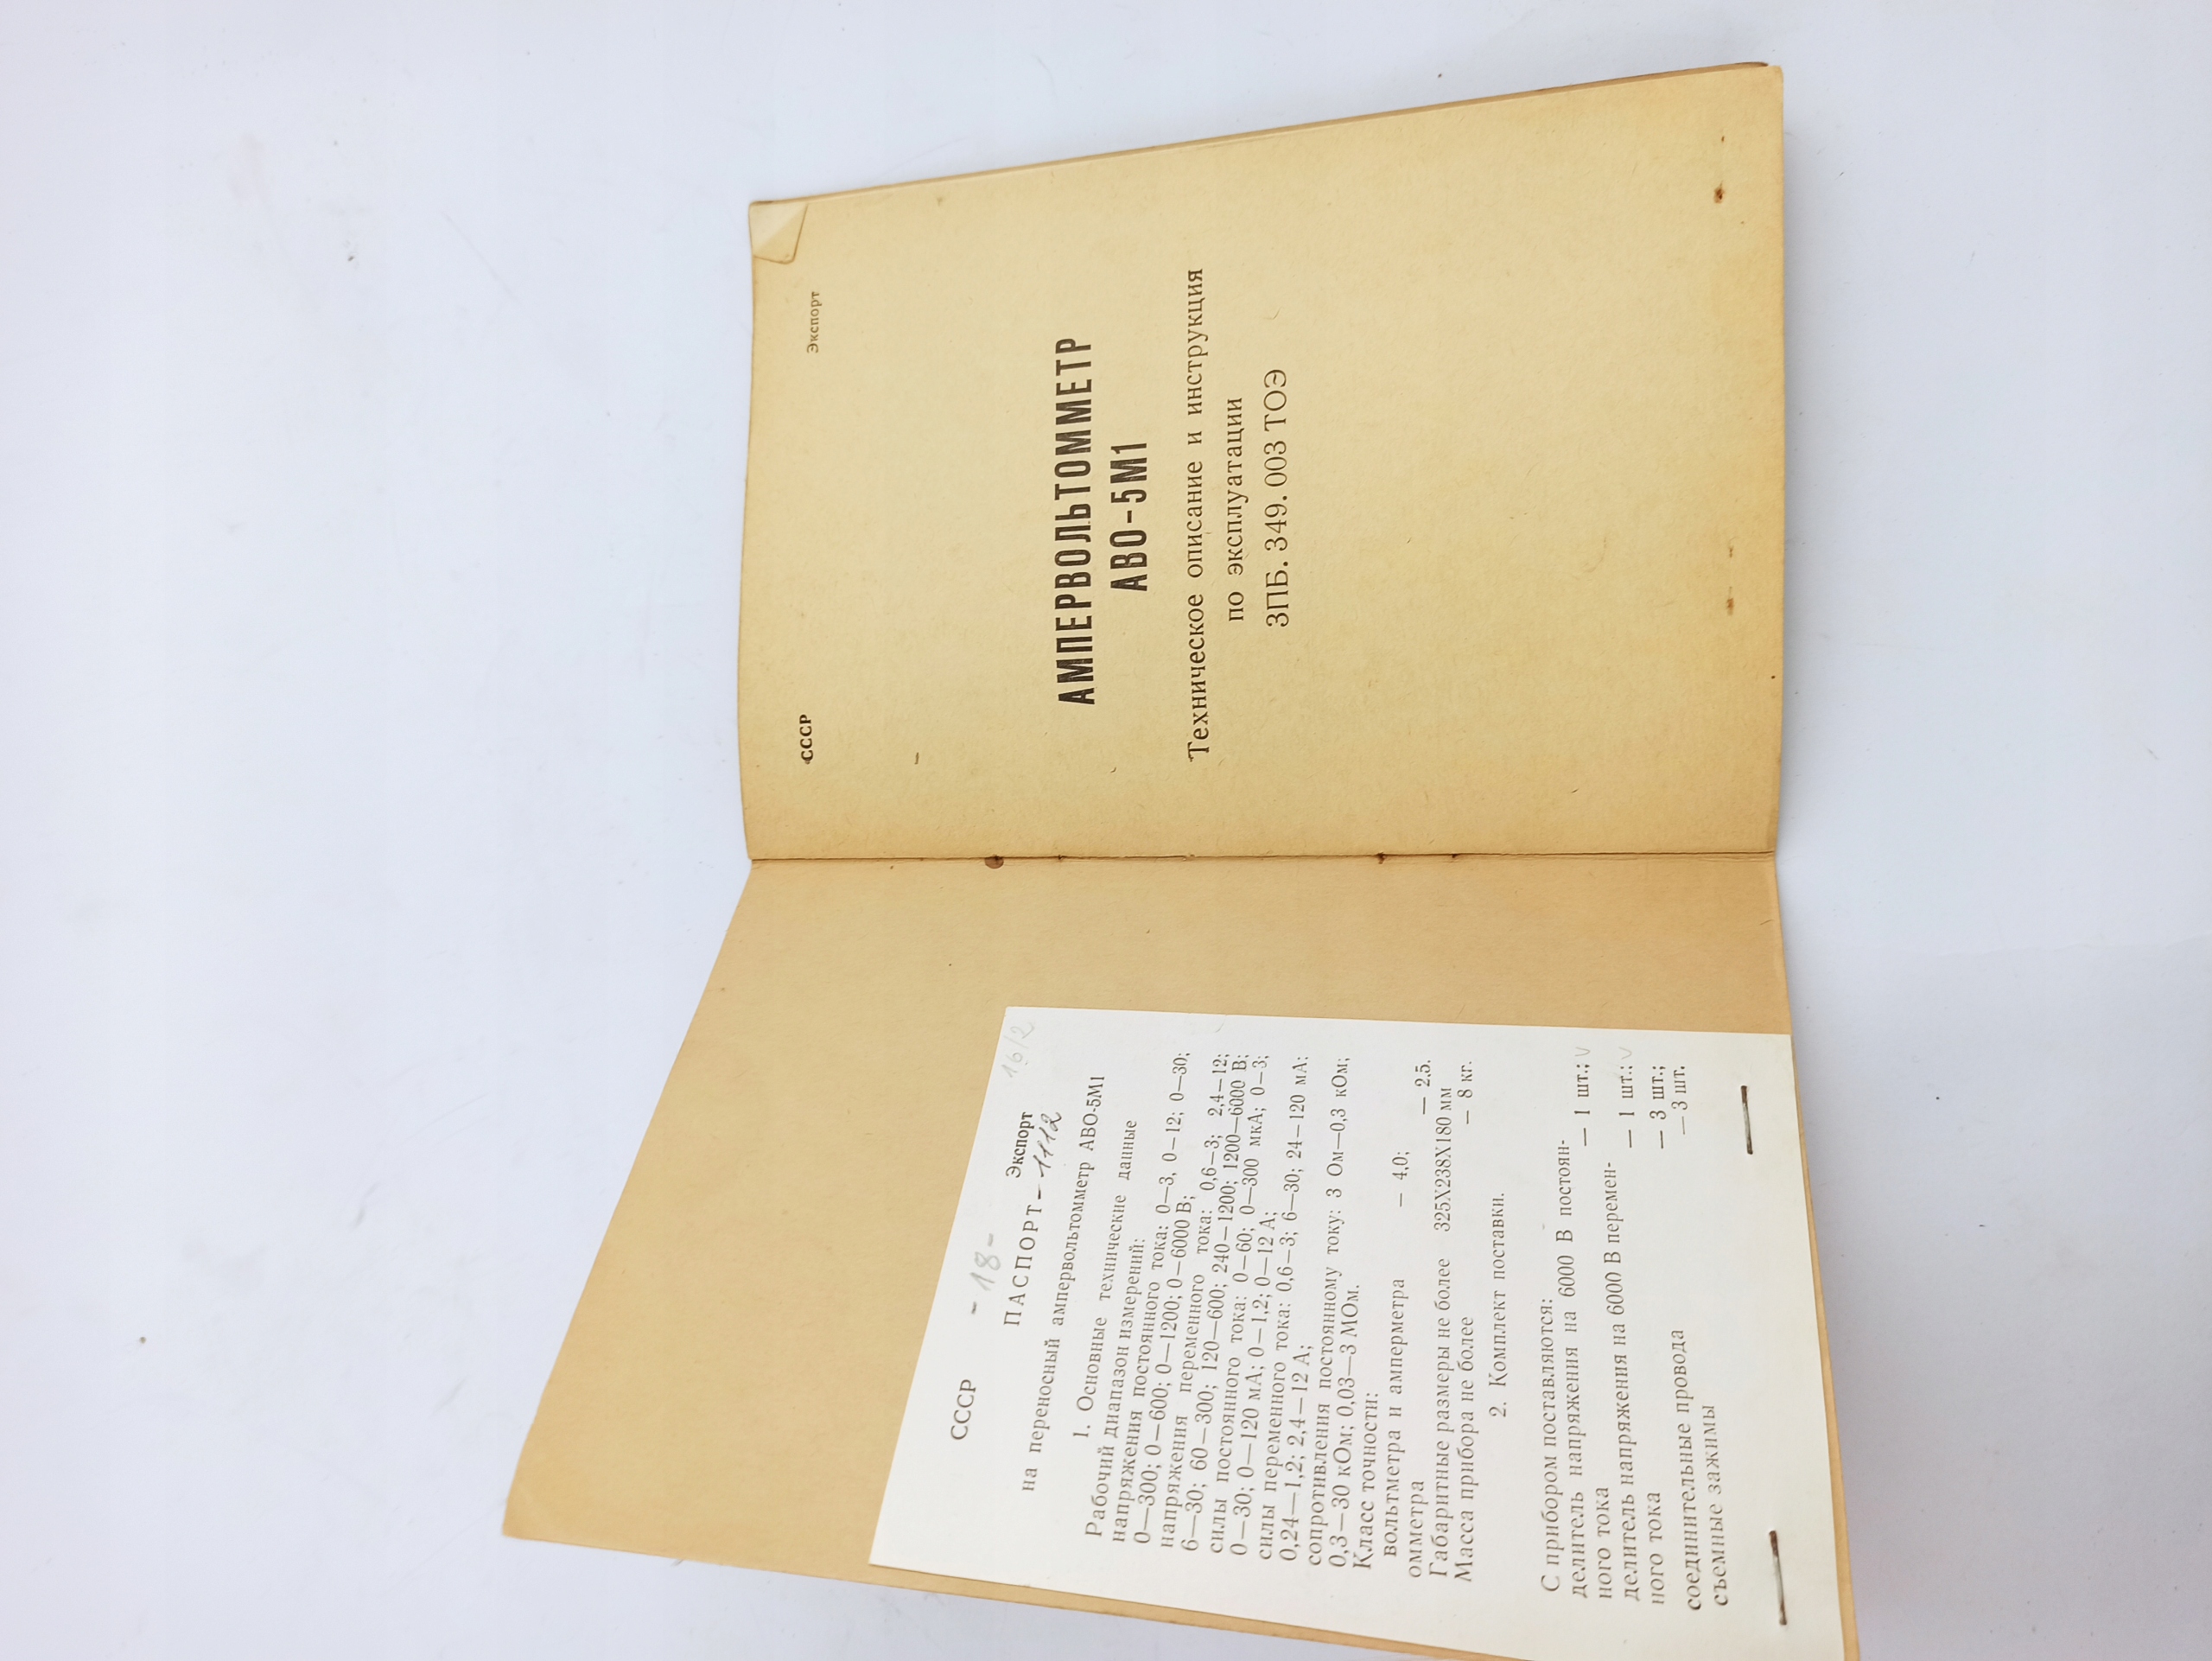 СССР
- 18 -
Экспорт
16/2
ПАСПОРТ - 1112
на переносный ампервольтомметр АВО-5М1
1. Основные технические данные
Рабочий диапазон измерений:
напряжения постоянного тока: 0—3, 0—12; 0—30;
0—300; 0—600; 0—1200; 0—6000 В;
напряжения переменного тока: 0,6—3; 2,4—12;
6—30; 60—300; 120—600; 240—1200; 1200—6000 В;
силы постоянного тока: 0—60; 0—300 мкА; 0—3;
0—30; 0—120 мА; 0—1,2; 0—12 А;
силы переменного тока: 0,6—3; 6—30; 24—120 мА:
0,24—1,2; 2,4—12 А;
сопротивления постоянному току: 3 Ом—0,3 кОм;
0,3—30 кОм; 0,03—3 МОм.
Класс точности:
вольтметра и амперметра — 4,0;
омметра — 2,5.
Габаритные размеры не более 325Х238Х180 мм
Масса прибора не более — 8 кг.
2. Комплект поставки.
С прибором поставляются:
делитель напряжения на 6000 В постоян-
ного тока — 1 шт.; v
делитель напряжения на 6000 В перемен-
ного тока — 1 шт.: v
соединительные провода — 3 шт.;
съемные зажимы — 3 шт.
СССР
Экспорт
АМПЕРВОЛЬТОММЕТР
АВО-5М1
Техническое описание и инструкция
по эксплуатации
3ПБ. 349. 003 ТОЭ